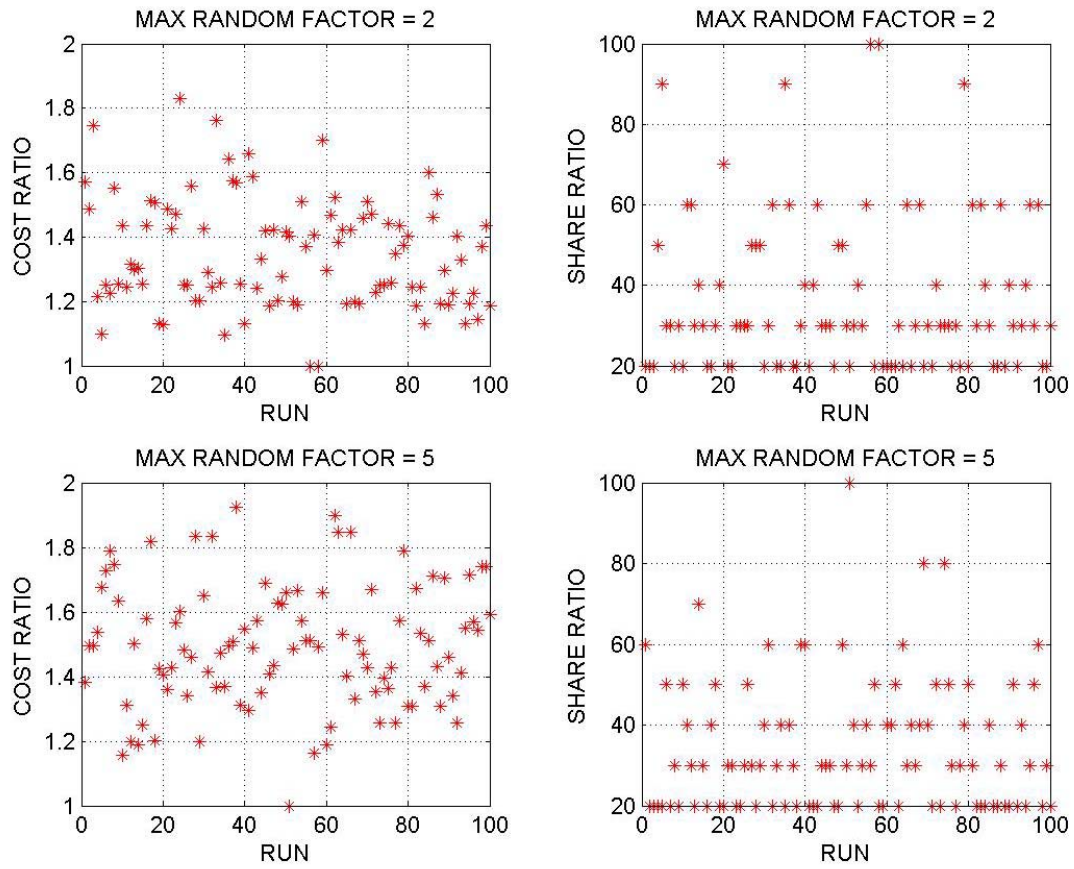 MAX RANDOM FACTOR = 2
2
1.8
1.6
1.4
1.2
1
COST RATIO
0 20 40 60 80 100
RUN
MAX RANDOM FACTOR = 2
100
80
60
40
20
SHARE RATIO
0 20 40 60 80 100
RUN
MAX RANDOM FACTOR = 5
2
1.8
1.6
1.4
1.2
1
COST RATIO
0 20 40 60 80 100
RUN
MAX RANDOM FACTOR = 5
100
80
60
40
20
SHARE RATIO
0 20 40 60 80 100
RUN